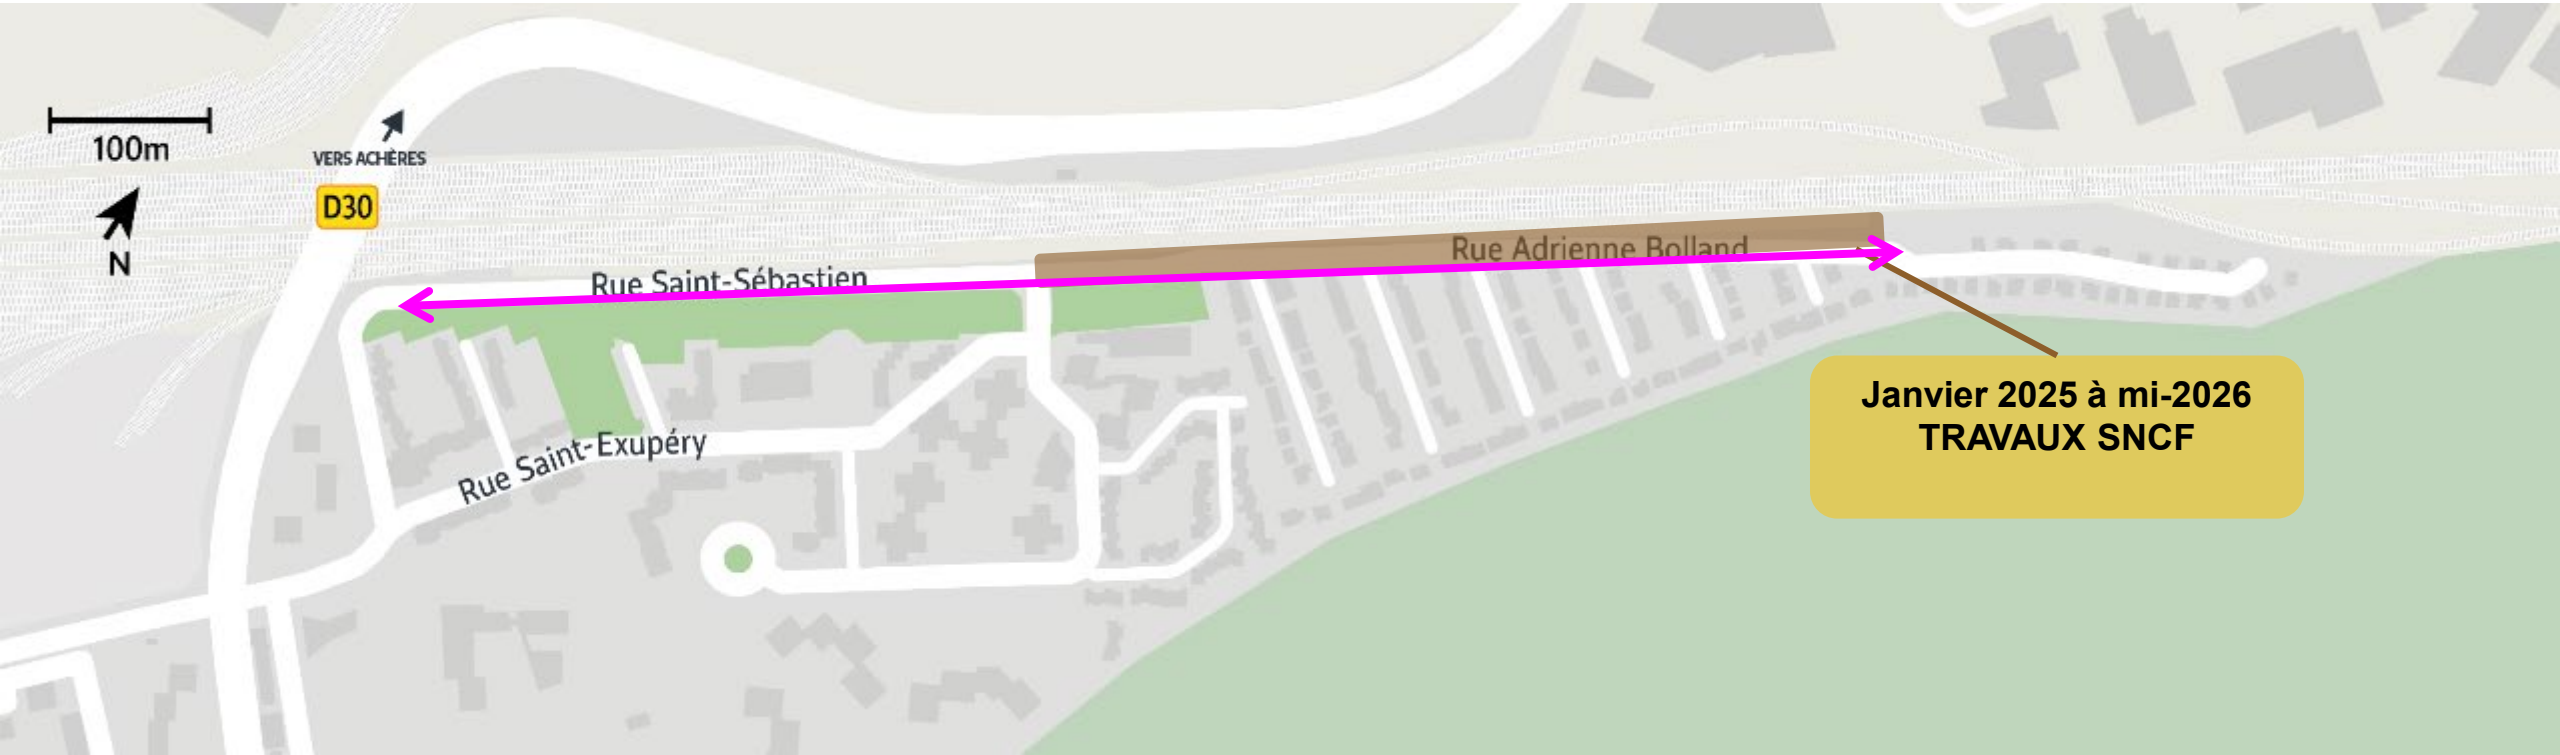 100m
N
VERS ACHÈRES
D30
Rue Saint-Sébastien
Rue Adrienne Bolland
Rue Saint-Exupéry
Janvier 2025 à mi-2026
TRAVAUX SNCF